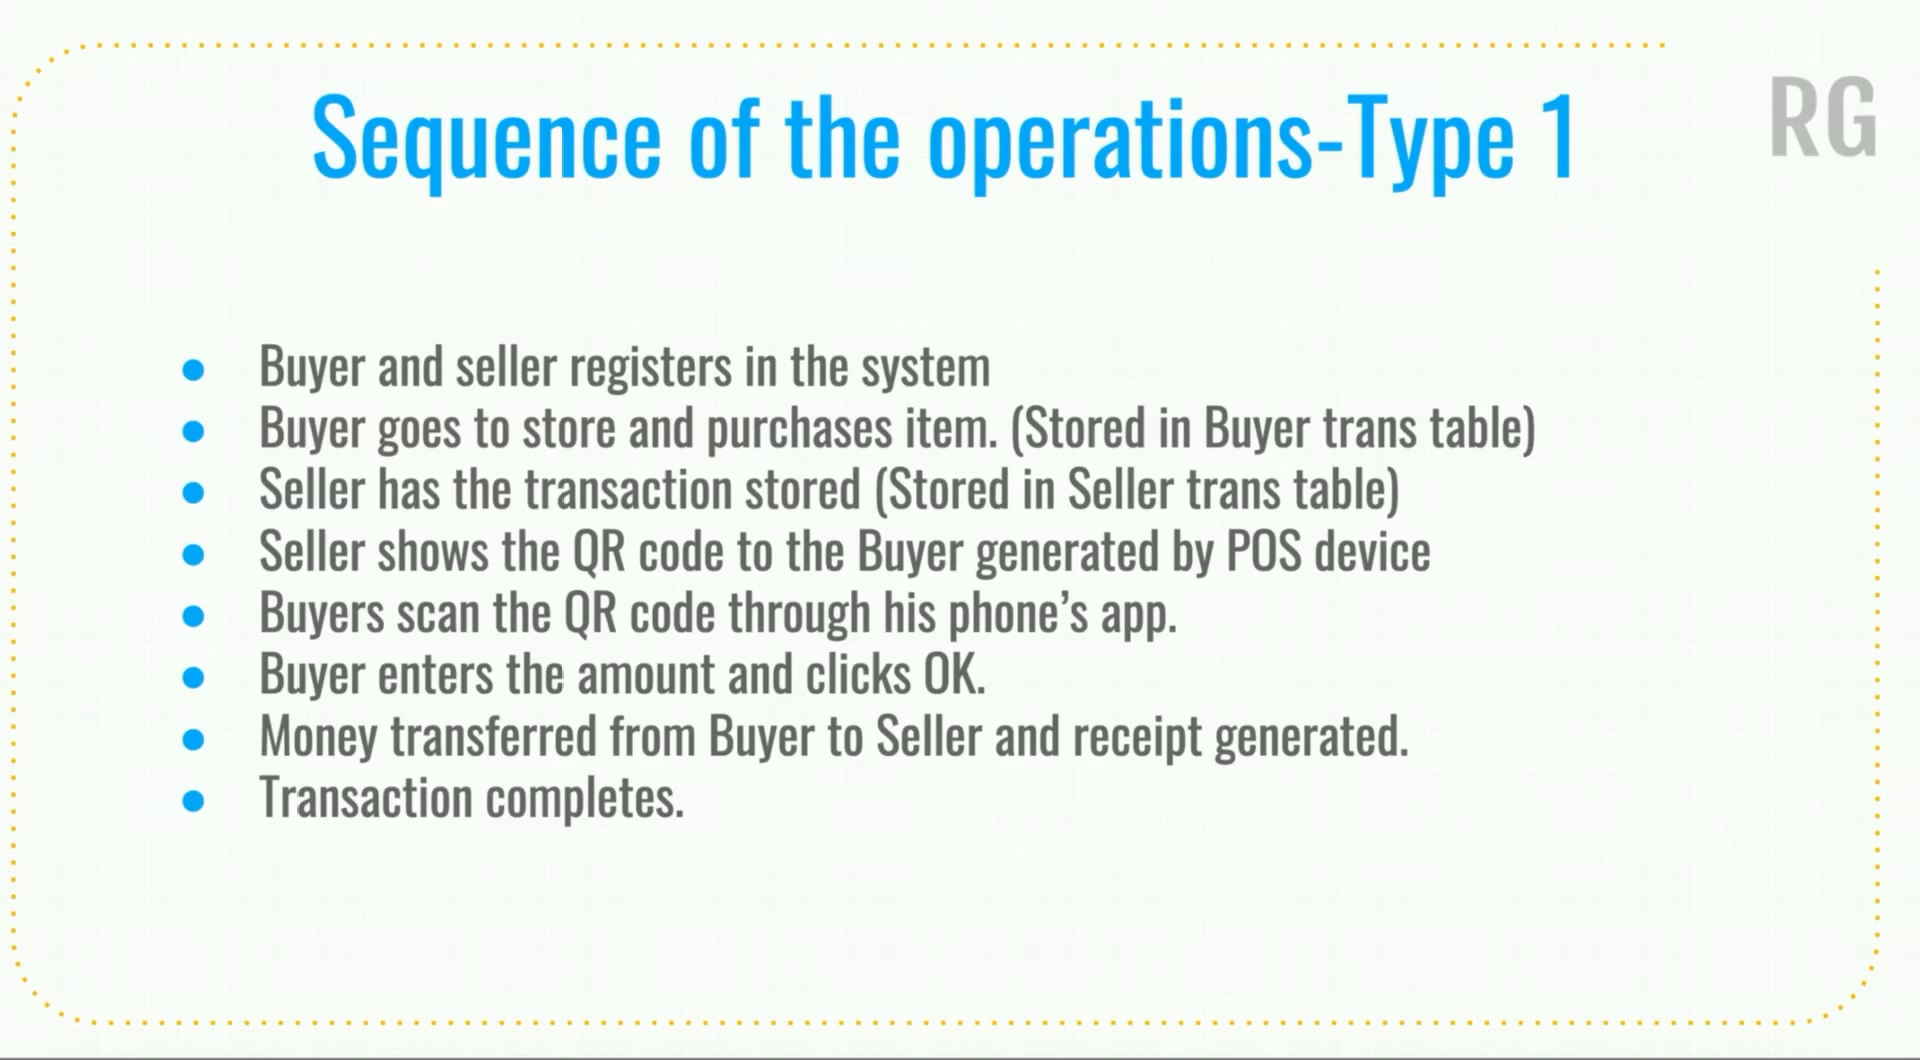 Sequence of the operations-Type 1
RG
Buyer and seller registers in the system
Buyer goes to store and purchases item. (Stored in Buyer trans table)
Seller has the transaction stored (Stored in Seller trans table)
Seller shows the QR code to the Buyer generated by POS device
Buyers scan the QR code through his phone’s app.
Buyer enters the amount and clicks OK.
Money transferred from Buyer to Seller and receipt generated.
Transaction completes.